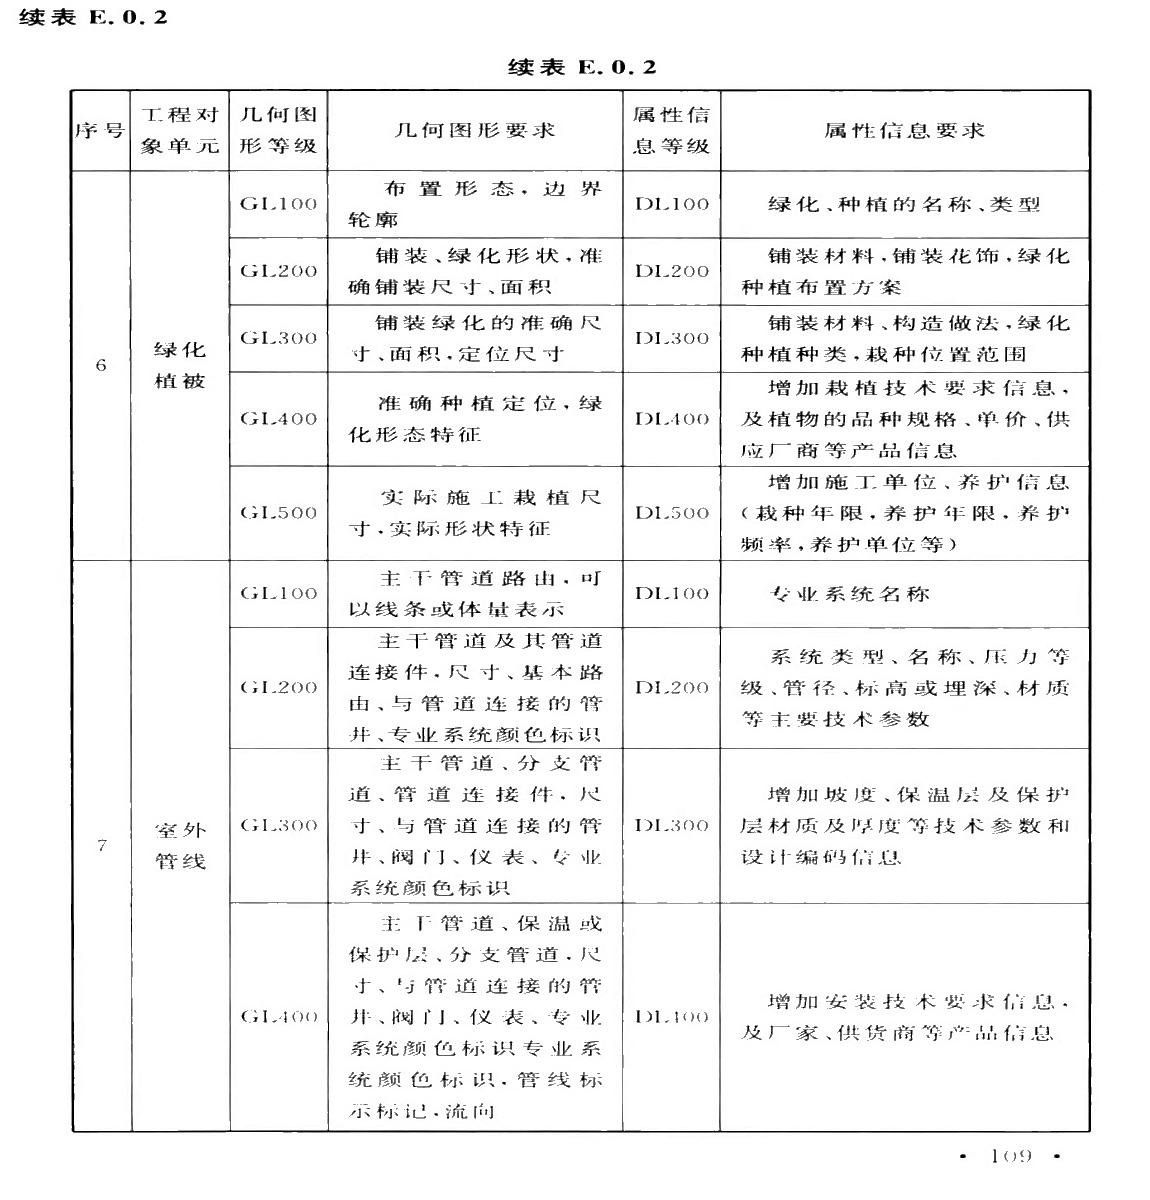 续表 E.0.2
续表 E.0.2
序号
工程对
象单元
几何图
形等级
几何图形要求
属性信
息等级
属性信息要求
6
绿化
植被
GL100
布置形态,边界
轮廓
DL100
绿化、种植的名称、类型
GL200
铺装、绿化形状,准
确铺装尺寸、面积
DL200
铺装材料,铺装花饰,绿化
种植布置方案
GL300
铺装绿化的准确尺
寸、面积,定位尺寸
DL300
铺装材料、构造做法,绿化
种植种类,栽种位置范围
GL400
准确种植定位,绿
化形态特征
DL400
增加栽植技术要求信息,
及植物的品种规格、单价、供
应厂商等产品信息
GL500
实际施工栽植尺
寸,实际形状特征
DL500
增加施工单位、养护信息
(栽种年限,养护年限,养护
频率,养护单位等)
7
室外
管线
GL100
主干管道路由,可
以线条或体量表示
DL100
专业系统名称
GL200
主干管道及其管道
连接件,尺寸、基本路
由、与管道连接的管
井、专业系统颜色标识
DL200
系统类型、名称、压力等
级、管径、标高或埋深、材质
等主要技术参数
GL300
主干管道、分支管
道、管道连接件,尺
寸、与管道连接的管
井、阀门、仪表、专业
系统颜色标识
DL300
增加坡度、保温层及保护
层材质及厚度等技术参数和
设计编码信息
GL400
主干管道、保温或
保护层、分支管道,尺
寸、与管道连接的管
井、阀门、仪表、专业
系统颜色标识专业系
统颜色标识,管线标
示标记,流向
DL400
增加安装技术要求信息,
及厂家、供货商等产品信息
· 109 ·